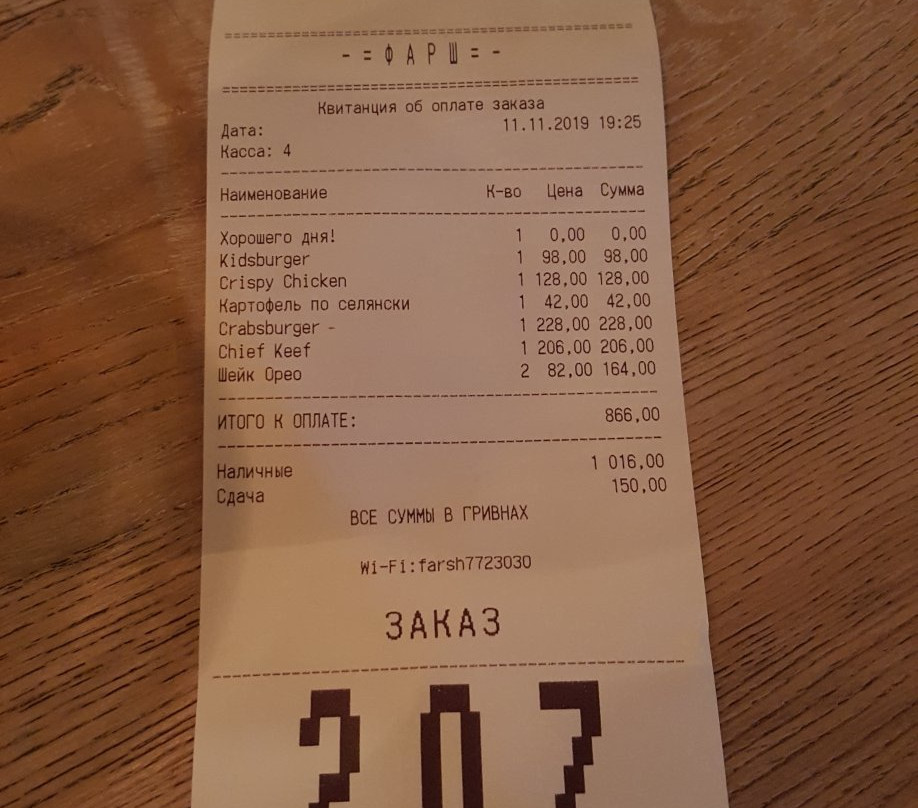 -=ФАРШ=-
Квитанция об оплате заказа
Дата: 11.11.2019 19:25
Касса: 4
Наименование К-во Цена Сумма
Хорошего дня! 1 0,00 0,00
Kidsburger 1 98,00 98,00
Crispy Chicken 1 128,00 128,00
Картофель по селянски 1 42,00 42,00
Crabsburger - 1 228,00 228,00
Chief Keef 1 206,00 206,00
Шейк Орео 2 82,00 164,00
ИТОГО К ОПЛАТЕ: 866,00
Наличные 1 016,00
Сдача 150,00
ВСЕ СУММЫ В ГРИВНАХ
Wi-Fi:farsh7723030
ЗАКАЗ
207